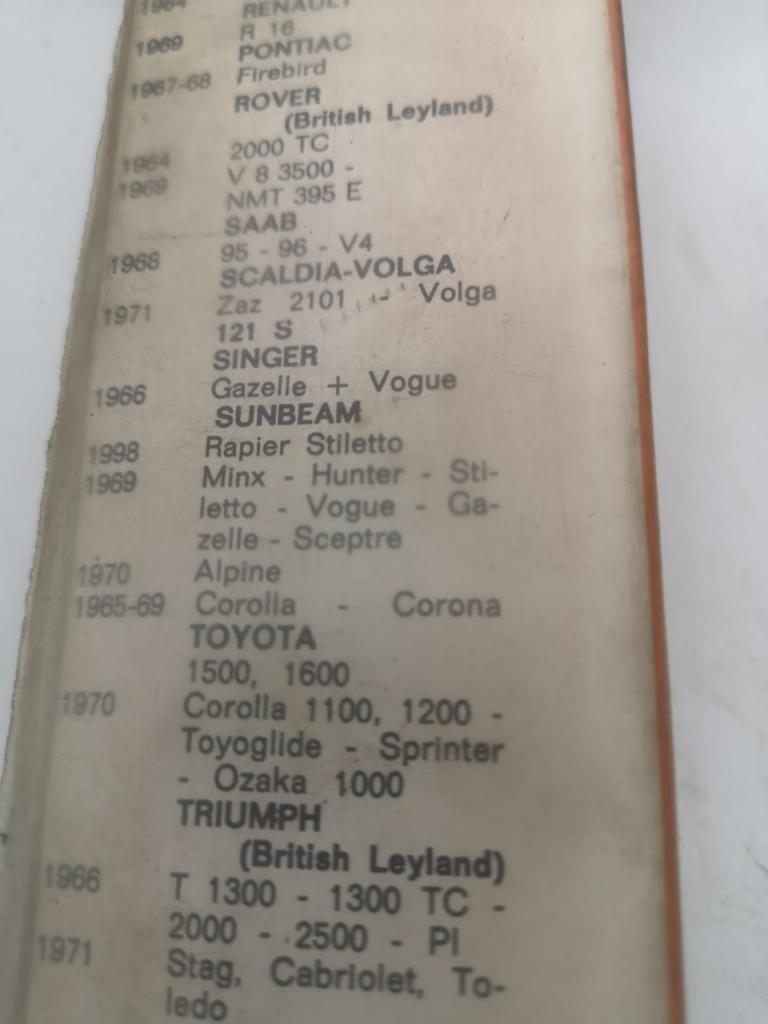 1964 RENAULT
1969 R 16
PONTIAC
1967-68 Firebird
ROVER
(British Leyland)
1964 2000 TC
1969 V 8 3500 -
NMT 395 E
SAAB
1968 95 - 96 - V4
SCALDIA-VOLGA
1971 Zaz 2101 - Volga
121 S
SINGER
1966 Gazelle + Vogue
SUNBEAM
1998 Rapier Stiletto
1969 Minx - Hunter - Sti-
letto - Vogue - Ga-
zelle - Sceptre
1970 Alpine
1965-69 Corolla - Corona
TOYOTA
1500, 1600
1970 Corolla 1100, 1200 -
Toyoglide - Sprinter
- Ozaka 1000
TRIUMPH
(British Leyland)
1966 T 1300 - 1300 TC -
2000 - 2500 - PI
1971 Stag, Cabriolet, To-
ledo